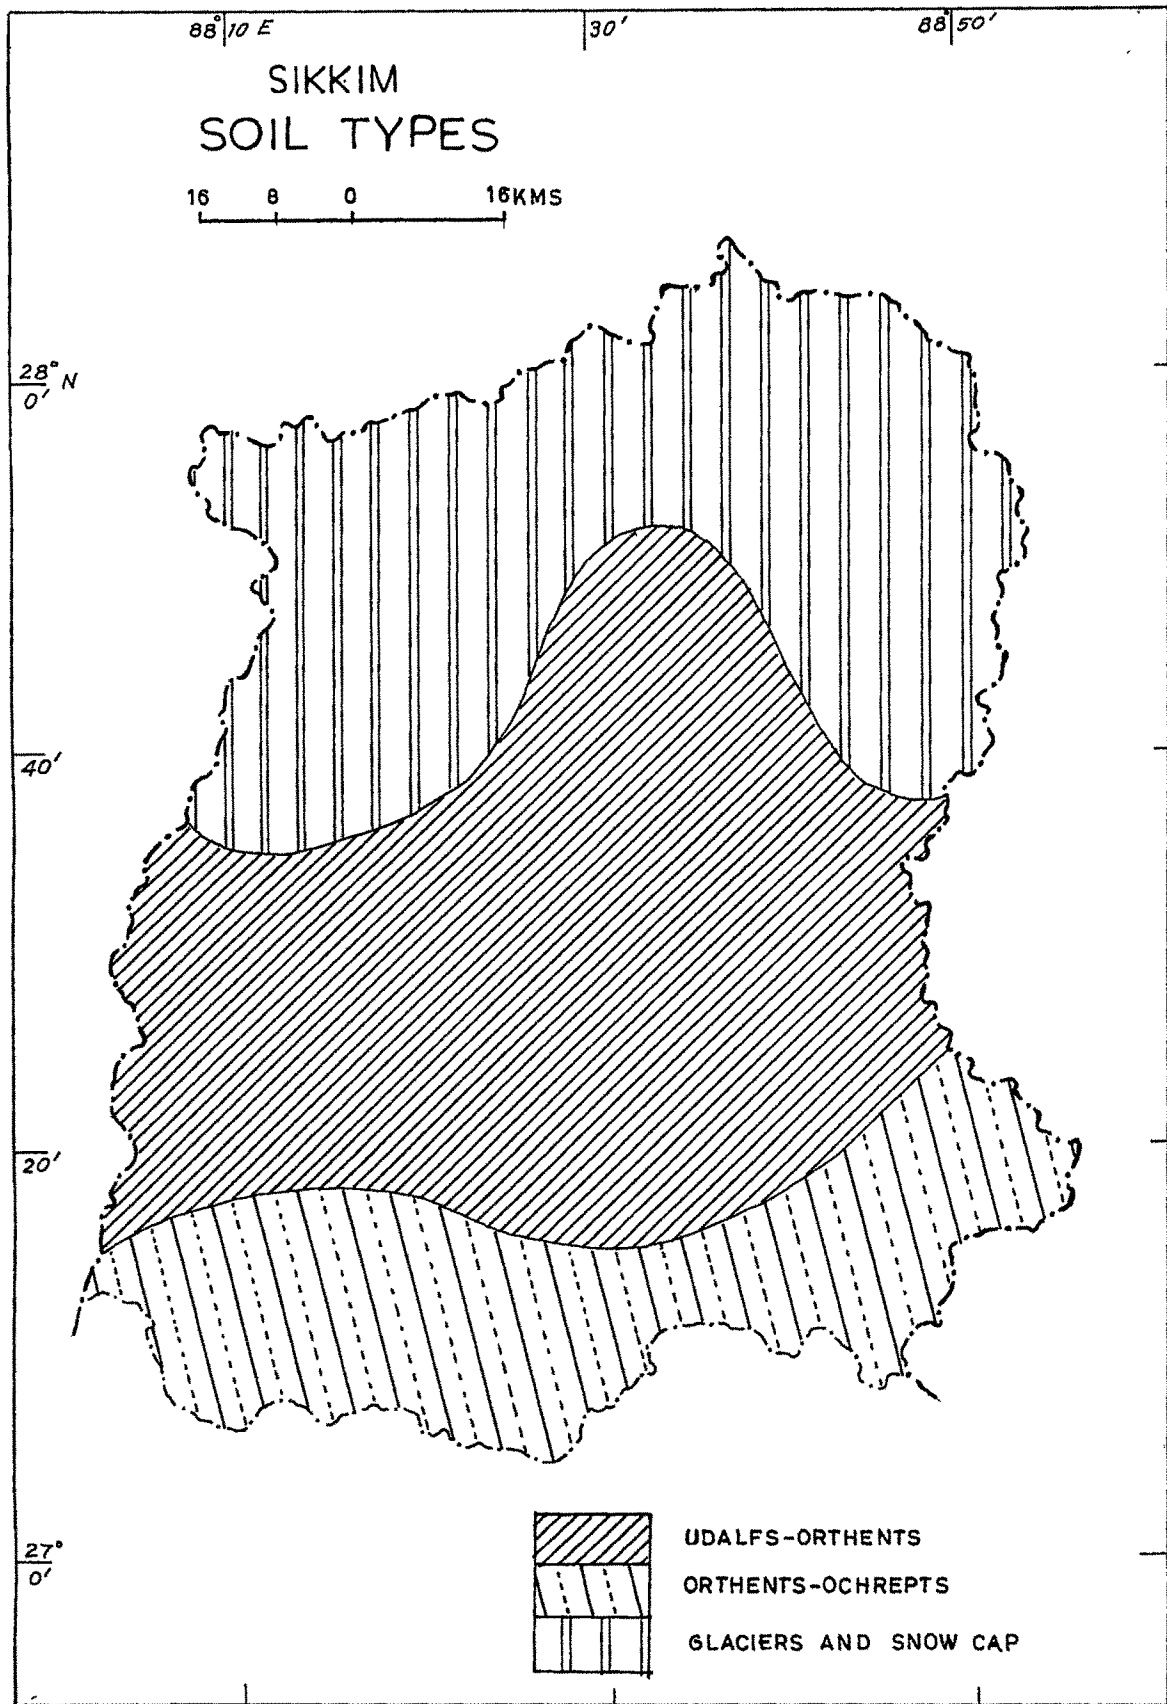 88°10 E 30' 88°50'
SIKKIM
SOIL TYPES
16 8 0 16KMS
28° N
0'
40'
20'
27°
0'
UDALFS-ORTHENTS
ORTHENTS-OCHREPTS
GLACIERS AND SNOW CAP